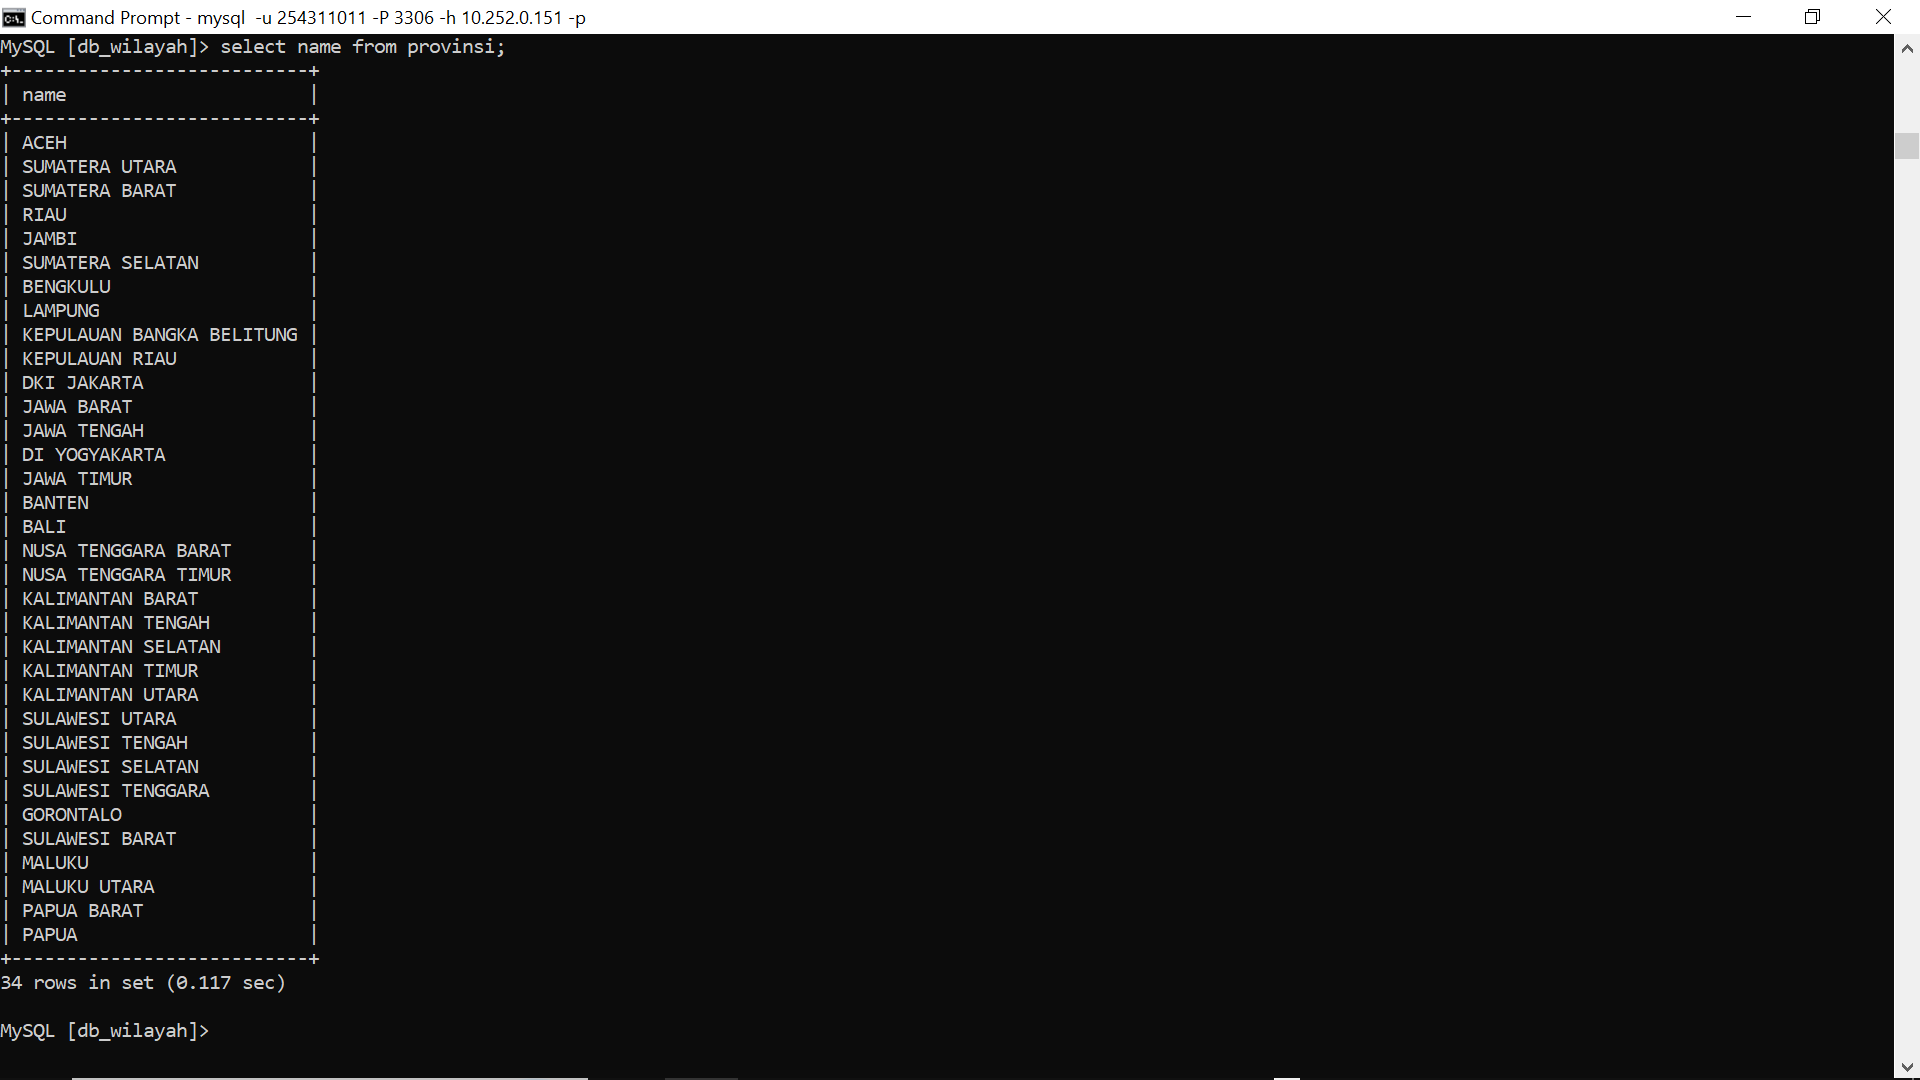 Command Prompt - mysql  -u 254311011 -P 3306 -h 10.252.0.151 -p
MySQL [db_wilayah]> select name from provinsi;
+---------------------------+
| name                      |
+---------------------------+
| ACEH                      |
| SUMATERA UTARA            |
| SUMATERA BARAT            |
| RIAU                      |
| JAMBI                     |
| SUMATERA SELATAN          |
| BENGKULU                  |
| LAMPUNG                   |
| KEPULAUAN BANGKA BELITUNG |
| KEPULAUAN RIAU            |
| DKI JAKARTA               |
| JAWA BARAT                |
| JAWA TENGAH               |
| DI YOGYAKARTA             |
| JAWA TIMUR                |
| BANTEN                    |
| BALI                      |
| NUSA TENGGARA BARAT       |
| NUSA TENGGARA TIMUR       |
| KALIMANTAN BARAT          |
| KALIMANTAN TENGAH         |
| KALIMANTAN SELATAN        |
| KALIMANTAN TIMUR          |
| KALIMANTAN UTARA          |
| SULAWESI UTARA            |
| SULAWESI TENGAH           |
| SULAWESI SELATAN          |
| SULAWESI TENGGARA         |
| GORONTALO                 |
| SULAWESI BARAT            |
| MALUKU                    |
| MALUKU UTARA              |
| PAPUA BARAT               |
| PAPUA                     |
+---------------------------+
34 rows in set (0.117 sec)
MySQL [db_wilayah]>